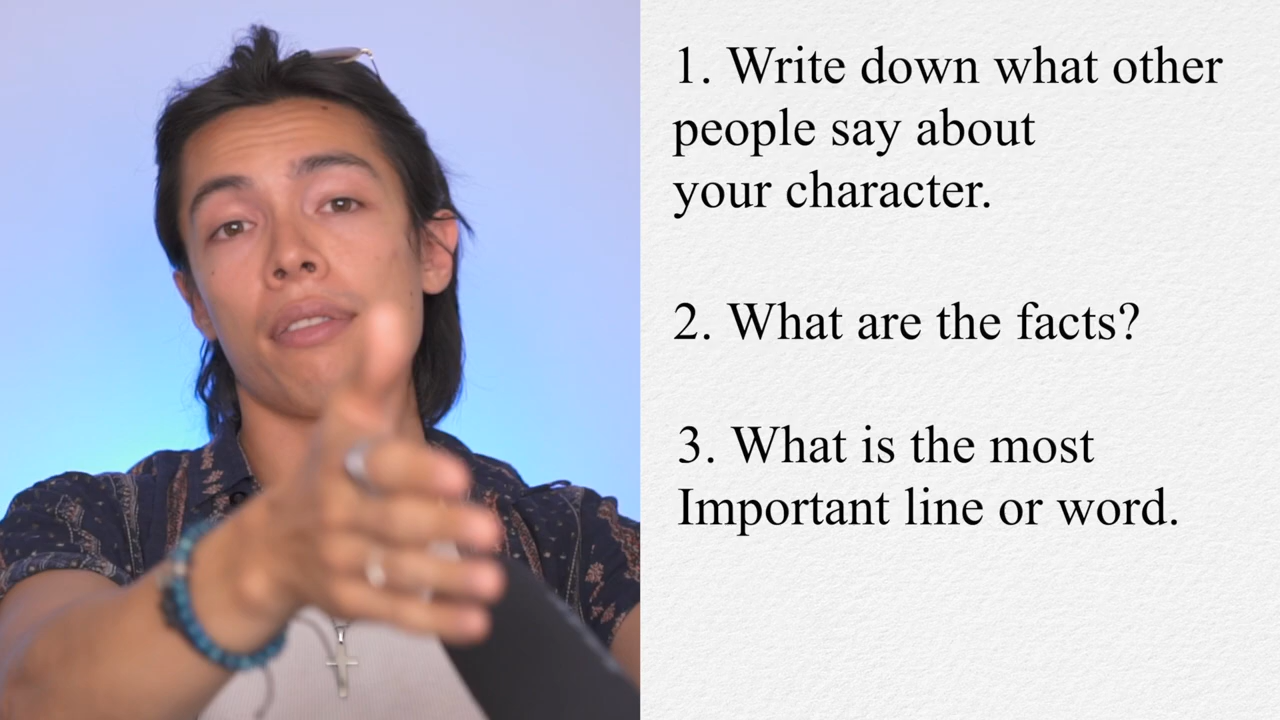 1. Write down what other
people say about
your character.
2. What are the facts?
3. What is the most
Important line or word.